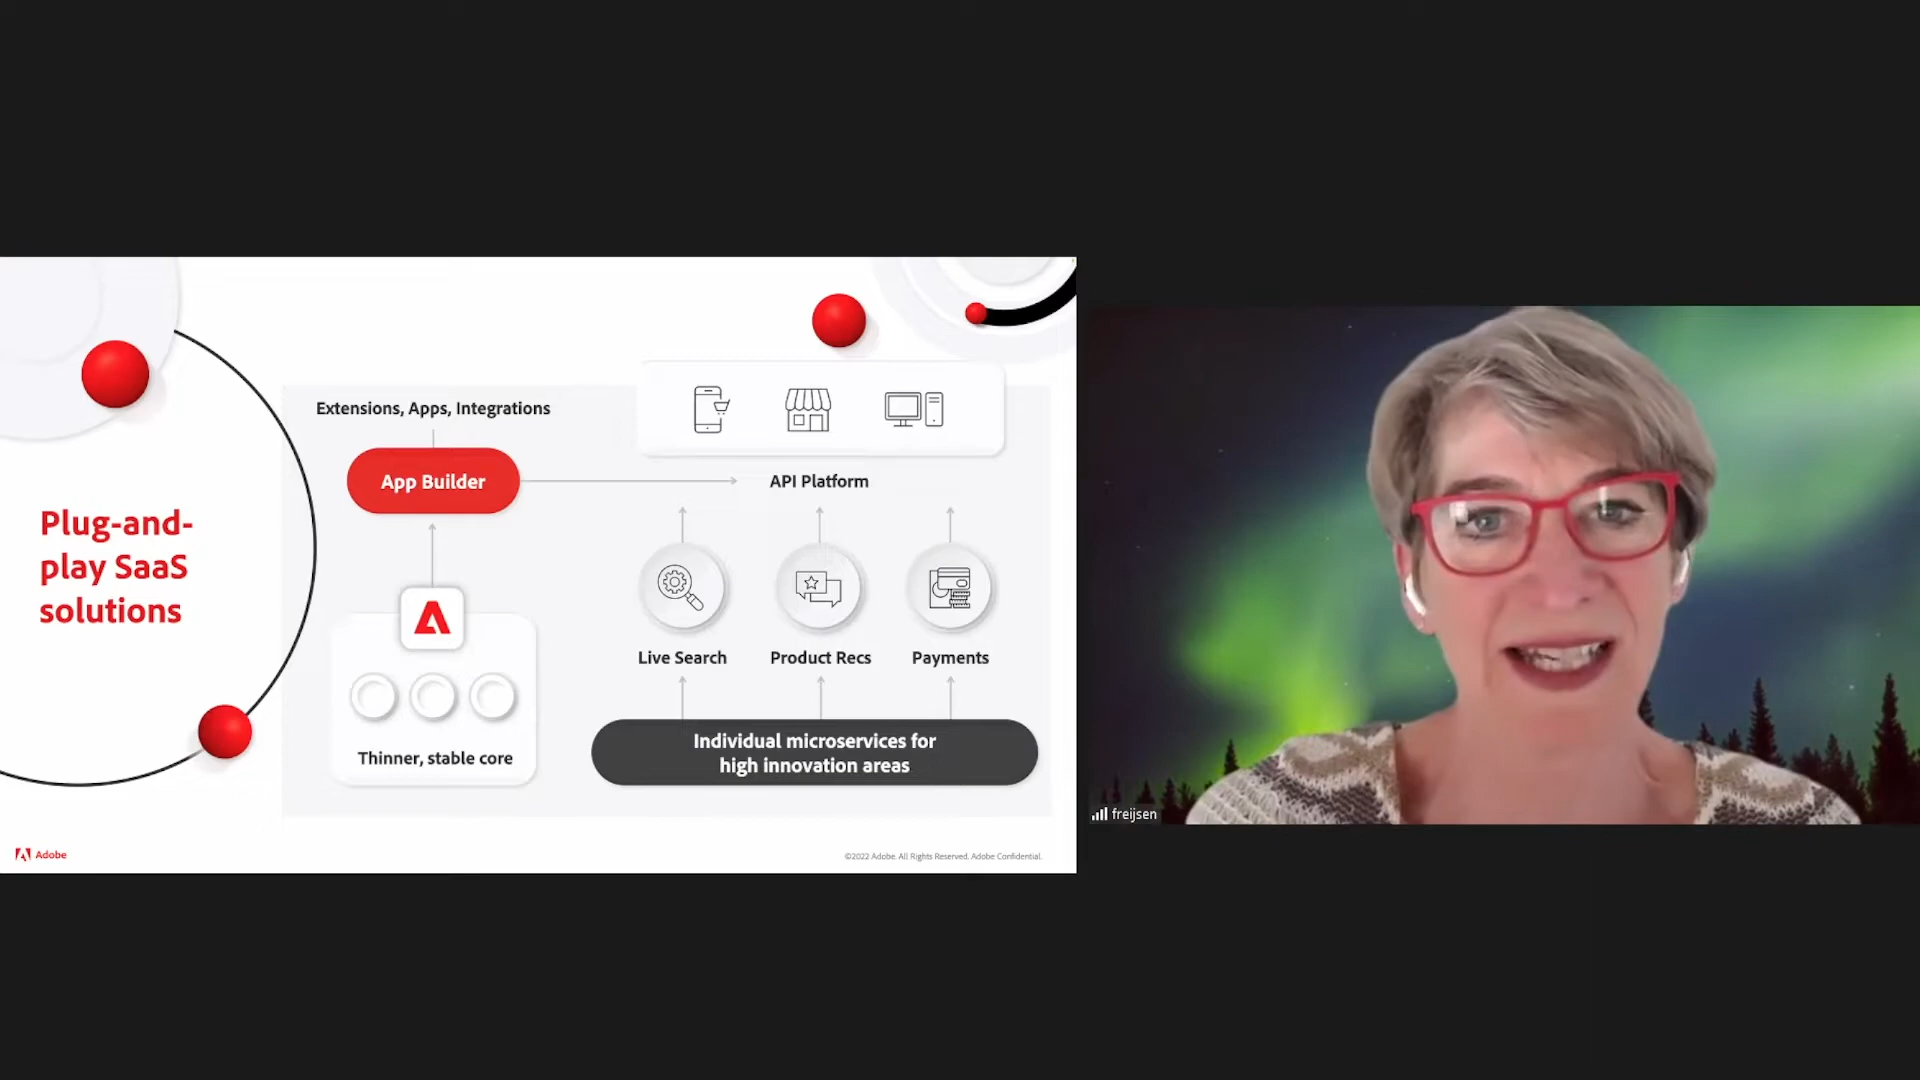 Plug-and-
play SaaS
solutions
Extensions, Apps, Integrations
App Builder
API Platform
Live Search
Product Recs
Payments
Thinner, stable core
Individual microservices for
high innovation areas
Adobe
©2022 Adobe. All Rights Reserved. Adobe Confidential.
freijsen